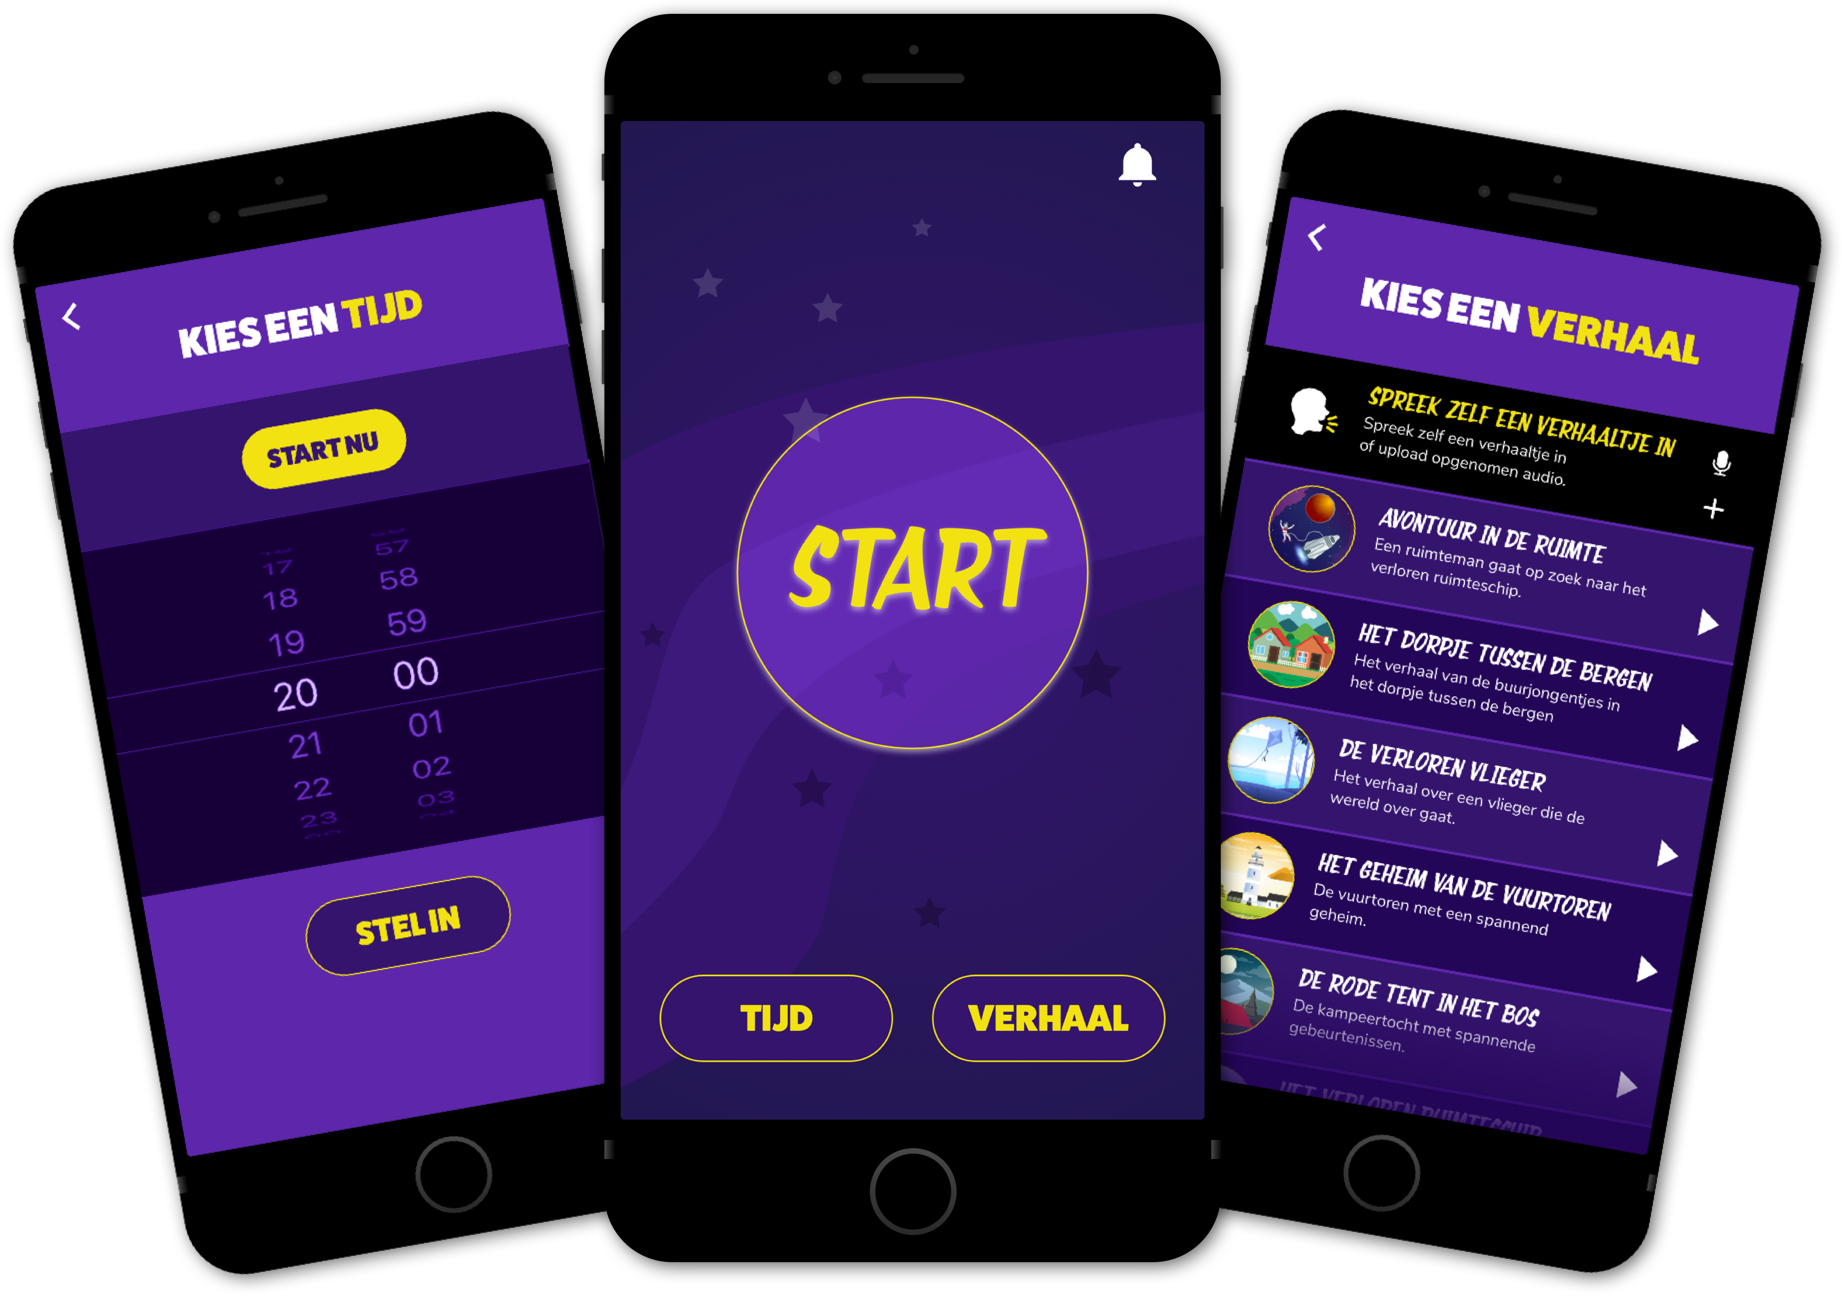 KIES EEN TIJD
START NU
17 57
18 58
19 59
20 00
21 01
22 02
23 03
STEL IN
START
TIJD
VERHAAL
KIES EEN VERHAAL
SPREEK ZELF EEN VERHAALTJE IN
Spreek zelf een verhaaltje in
of upload opgenomen audio.
AVONTUUR IN DE RUIMTE
Een ruimteman gaat op zoek naar het
verloren ruimteschip.
HET DORPJE TUSSEN DE BERGEN
Het verhaal van de buurjongentjes in
het dorpje tussen de bergen
DE VERLOREN VLIEGER
Het verhaal over een vlieger die de
wereld over gaat.
HET GEHEIM VAN DE VUURTOREN
De vuurtoren met een spannend
geheim.
DE RODE TENT IN HET BOS
De kampeertocht met spannende
gebeurtenissen.
HET VERLOREN RUIMTESCHIP